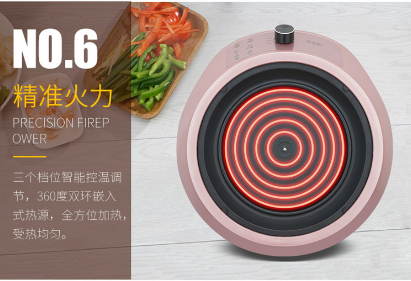 NO.6
精准火力
PRECISION FIREP
OWER
三个档位智能控温调
节，360度双环嵌入
式热源，全方位加热，
受热均匀。